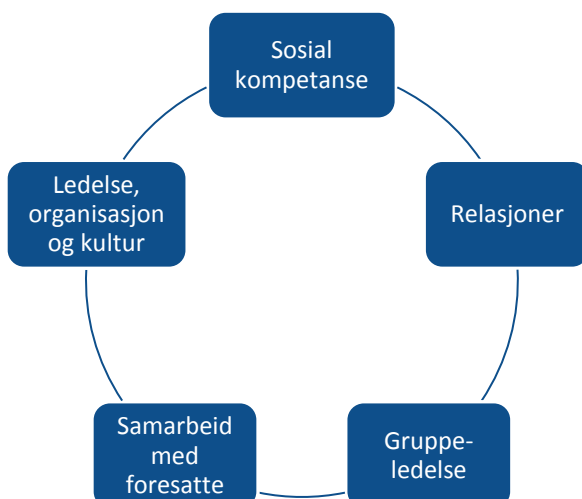 Sosial
kompetanse
Relasjoner
Gruppe-
ledelse
Samarbeid
med
foresatte
Ledelse,
organisasjon
og kultur